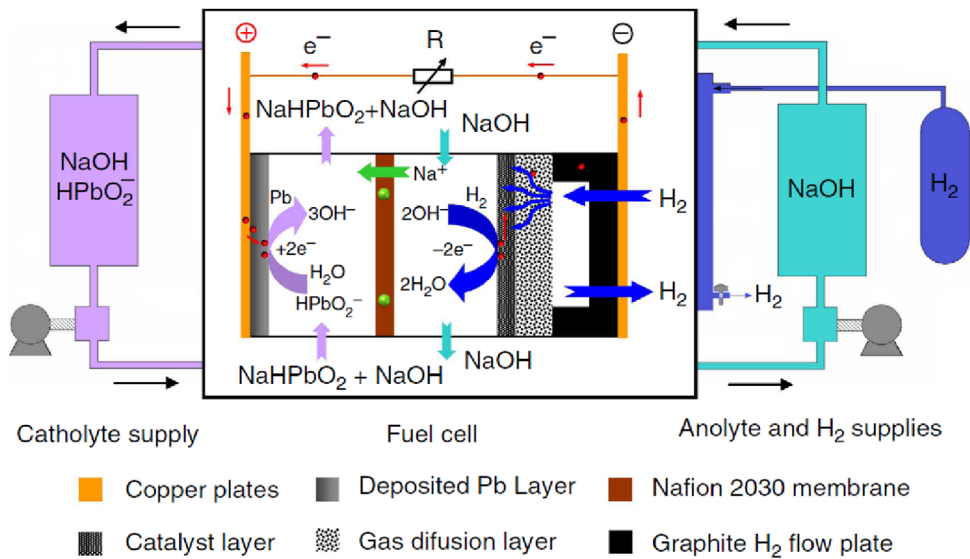 ⊕
e⁻
R
e⁻
⊖
NaHPbO₂+NaOH
NaOH
NaOH
HPbO₂⁻
Na⁺
Pb
3OH⁻
+2e⁻
H₂O
HPbO₂⁻
2OH⁻
H₂
−2e⁻
2H₂O
H₂
H₂
NaOH
H₂
H₂
NaHPbO₂ + NaOH
NaOH
Catholyte supply
Fuel cell
Anolyte and H₂ supplies
Copper plates
Deposited Pb Layer
Nafion 2030 membrane
Catalyst layer
Gas difusion layer
Graphite H₂ flow plate